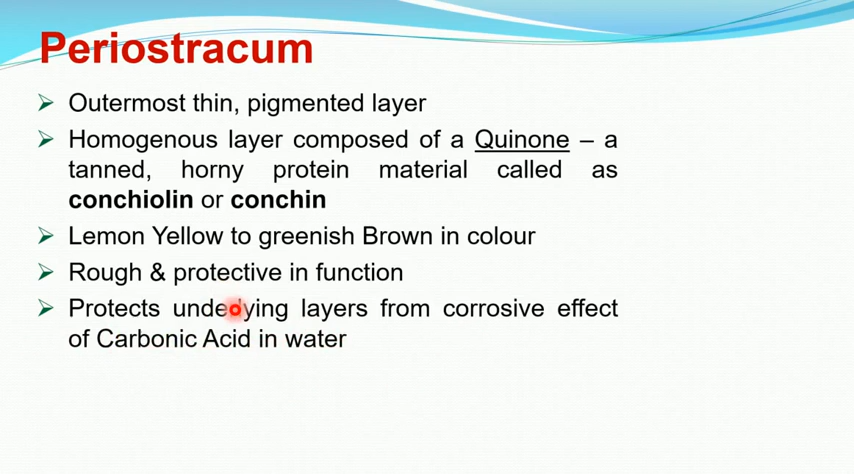 Periostracum
➢ Outermost thin, pigmented layer
➢ Homogenous layer composed of a Quinone – a
tanned, horny protein material called as
conchiolin or conchin
➢ Lemon Yellow to greenish Brown in colour
➢ Rough & protective in function
➢ Protects underlying layers from corrosive effect
of Carbonic Acid in water